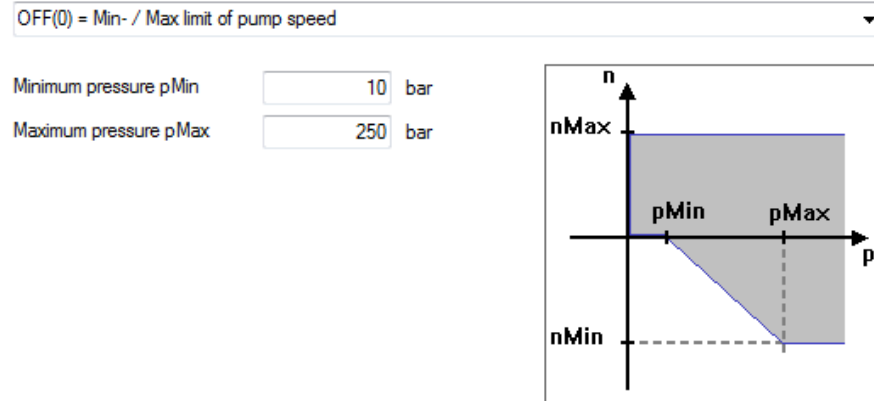 OFF(0) = Min- / Max limit of pump speed
Minimum pressure pMin 10 bar
Maximum pressure pMax 250 bar
n
nMax
pMin pMax
p
nMin